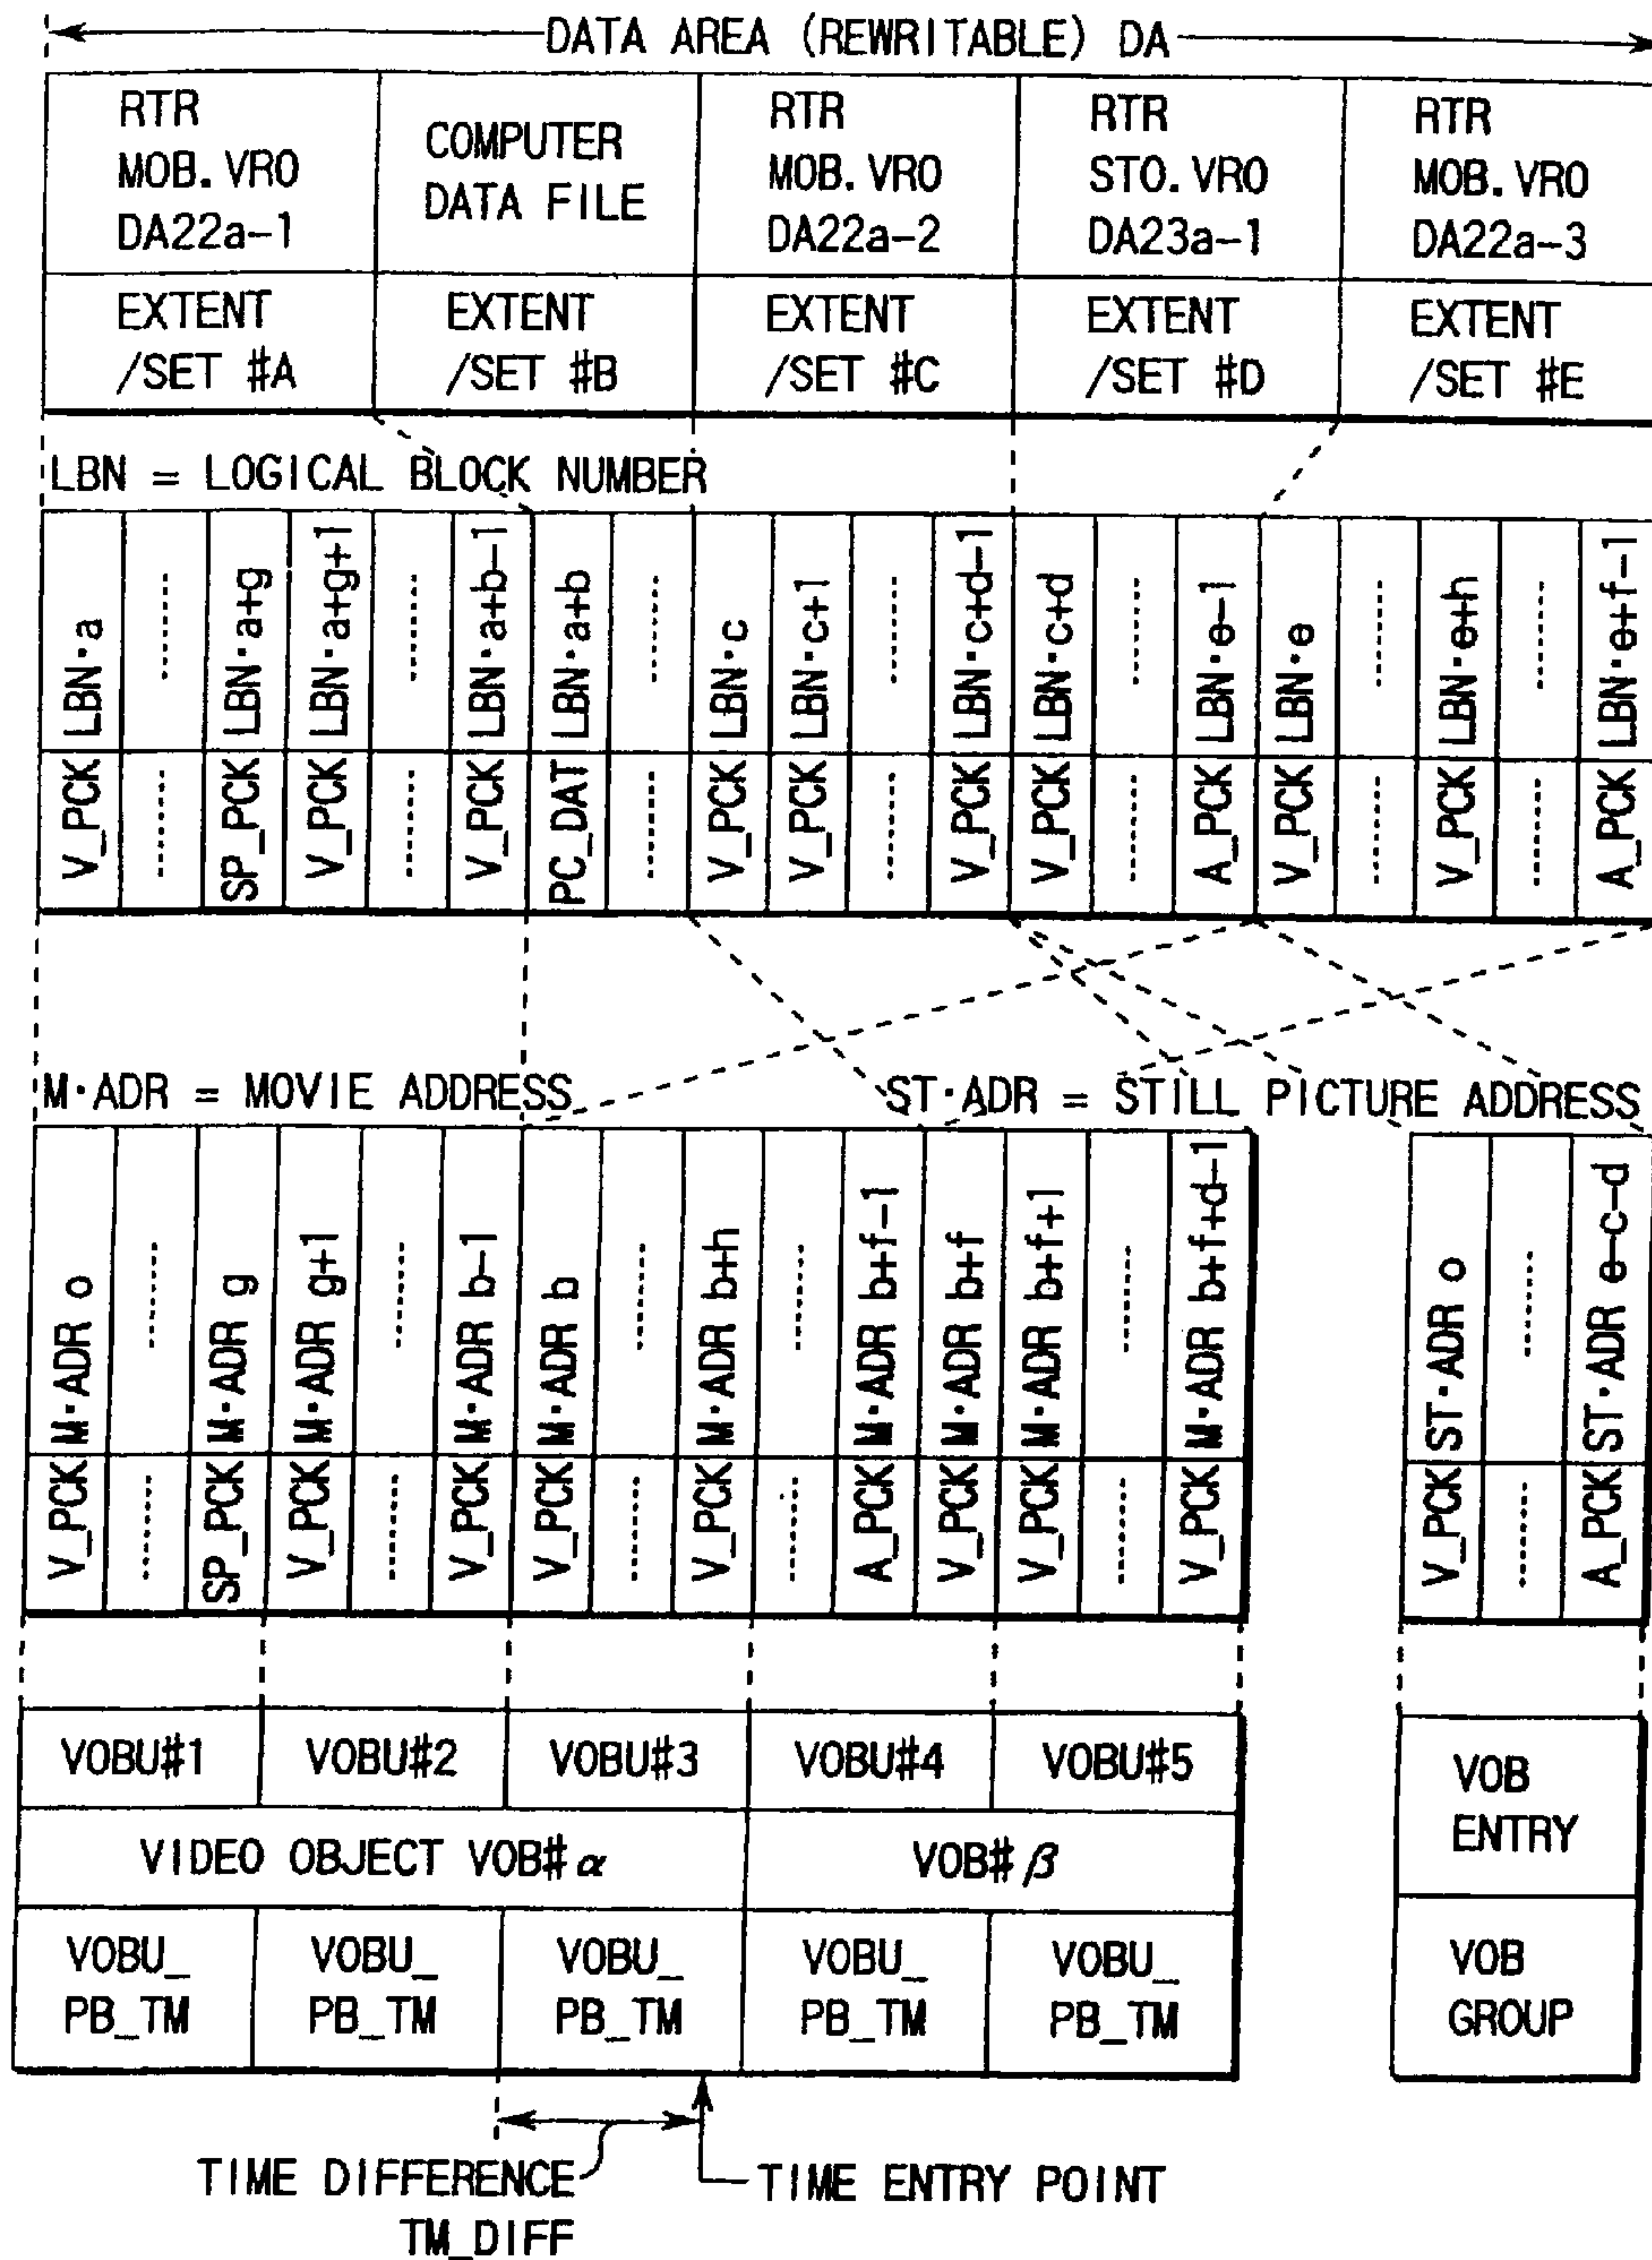 DATA AREA (REWRITABLE) DA
RTR
MOB.VRO
DA22a-1
COMPUTER
DATA FILE
RTR
MOB.VRO
DA22a-2
RTR
STO.VRO
DA23a-1
RTR
MOB.VRO
DA22a-3
EXTENT
/SET #A
EXTENT
/SET #B
EXTENT
/SET #C
EXTENT
/SET #D
EXTENT
/SET #E
LBN = LOGICAL BLOCK NUMBER
V_PCK LBN·a
SP_PCK LBN·a+g
V_PCK LBN·a+g+1
V_PCK LBN·a+b-1
PC_DAT LBN·a+b
V_PCK LBN·c
V_PCK LBN·c+1
V_PCK LBN·c+d-1
V_PCK LBN·c+d
A_PCK LBN·e-1
V_PCK LBN·e
V_PCK LBN·e+h
A_PCK LBN·e+f-1
M·ADR = MOVIE ADDRESS
ST·ADR = STILL PICTURE ADDRESS
V_PCK M·ADR o
SP_PCK M·ADR g
V_PCK M·ADR g+1
V_PCK M·ADR b-1
V_PCK M·ADR b
V_PCK M·ADR b+h
A_PCK M·ADR b+f-1
V_PCK M·ADR b+f
V_PCK M·ADR b+f+1
V_PCK M·ADR b+f+d-1
V_PCK ST·ADR o
A_PCK ST·ADR e-c-d
VOBU#1
VOBU#2
VOBU#3
VOBU#4
VOBU#5
VOB
ENTRY
VIDEO OBJECT VOB#α
VOB#β
VOBU_
PB_TM
VOBU_
PB_TM
VOBU_
PB_TM
VOBU_
PB_TM
VOBU_
PB_TM
VOB
GROUP
TIME DIFFERENCE
TM_DIFF
TIME ENTRY POINT